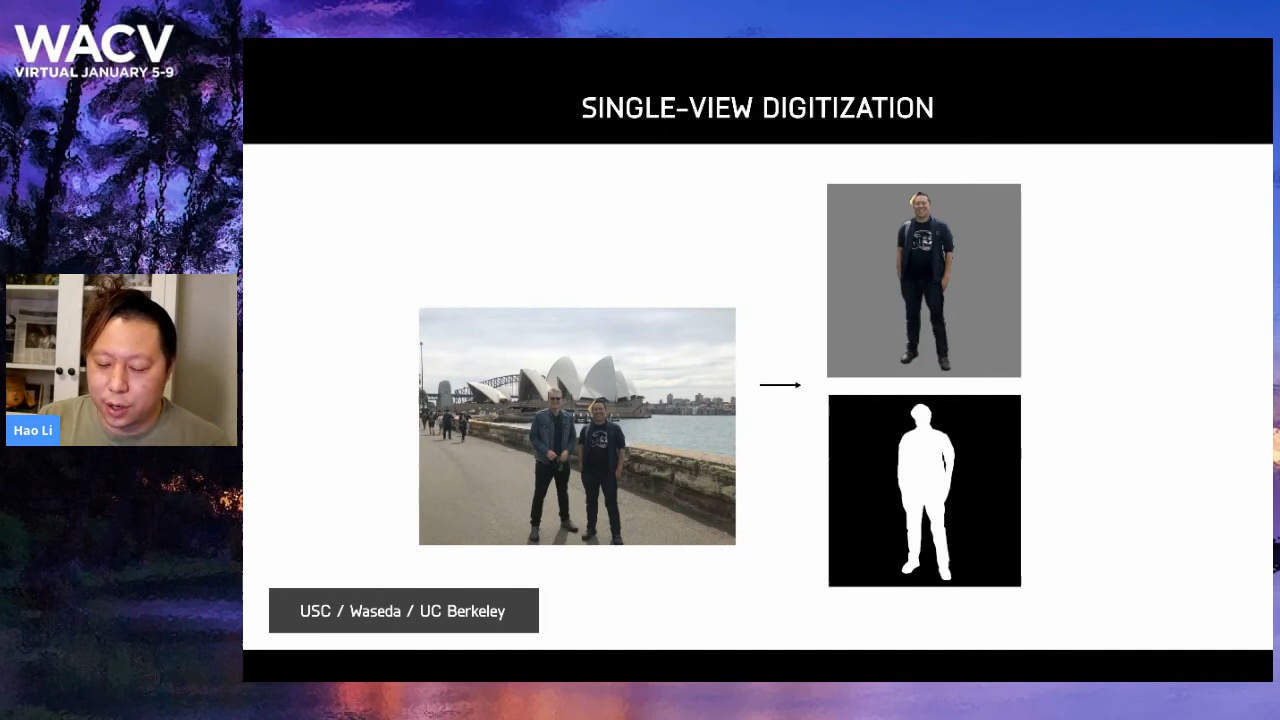 WACV
VIRTUAL JANUARY 5-9
SINGLE-VIEW DIGITIZATION
Hao Li
USC / Waseda / UC Berkeley